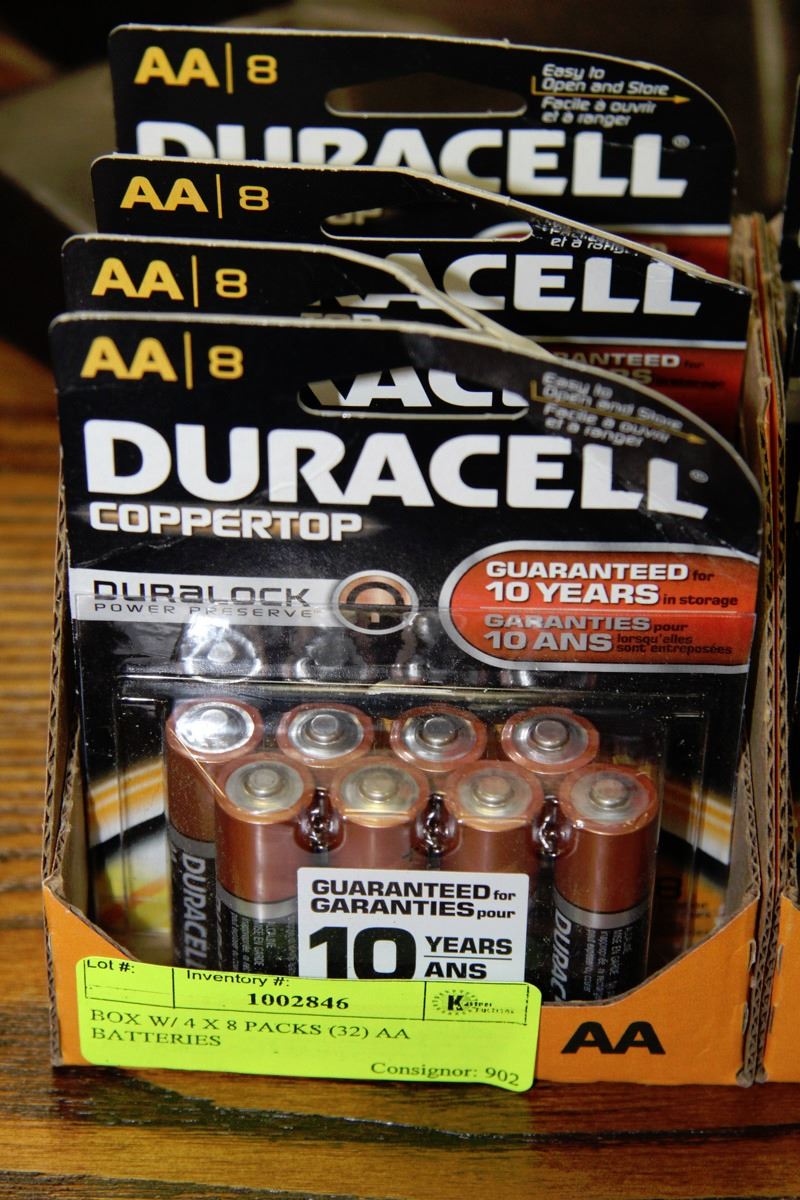 AA | 8
Easy to
Open and Store
Facile à ouvrir
et à ranger
DURACELL®
AA | 8
et à ranger
ACELL
AA | 8
AA | 8
Easy to
Open and Store
Facile à ouvrir
et à ranger
DURACELL®
COPPERTOP
DURALOCK
POWER PRESERVE
GUARANTEED for
10 YEARS in storage
GARANTIES pour
10 ANS lorsqu'elles
sont entreposées
DURACELL
GUARANTEED for
GARANTIES pour
10 YEARS
ANS
Lot #:
Inventory #:
1002846
BOX W/ 4 X 8 PACKS (32) AA
BATTERIES
Consignor: 902
AA